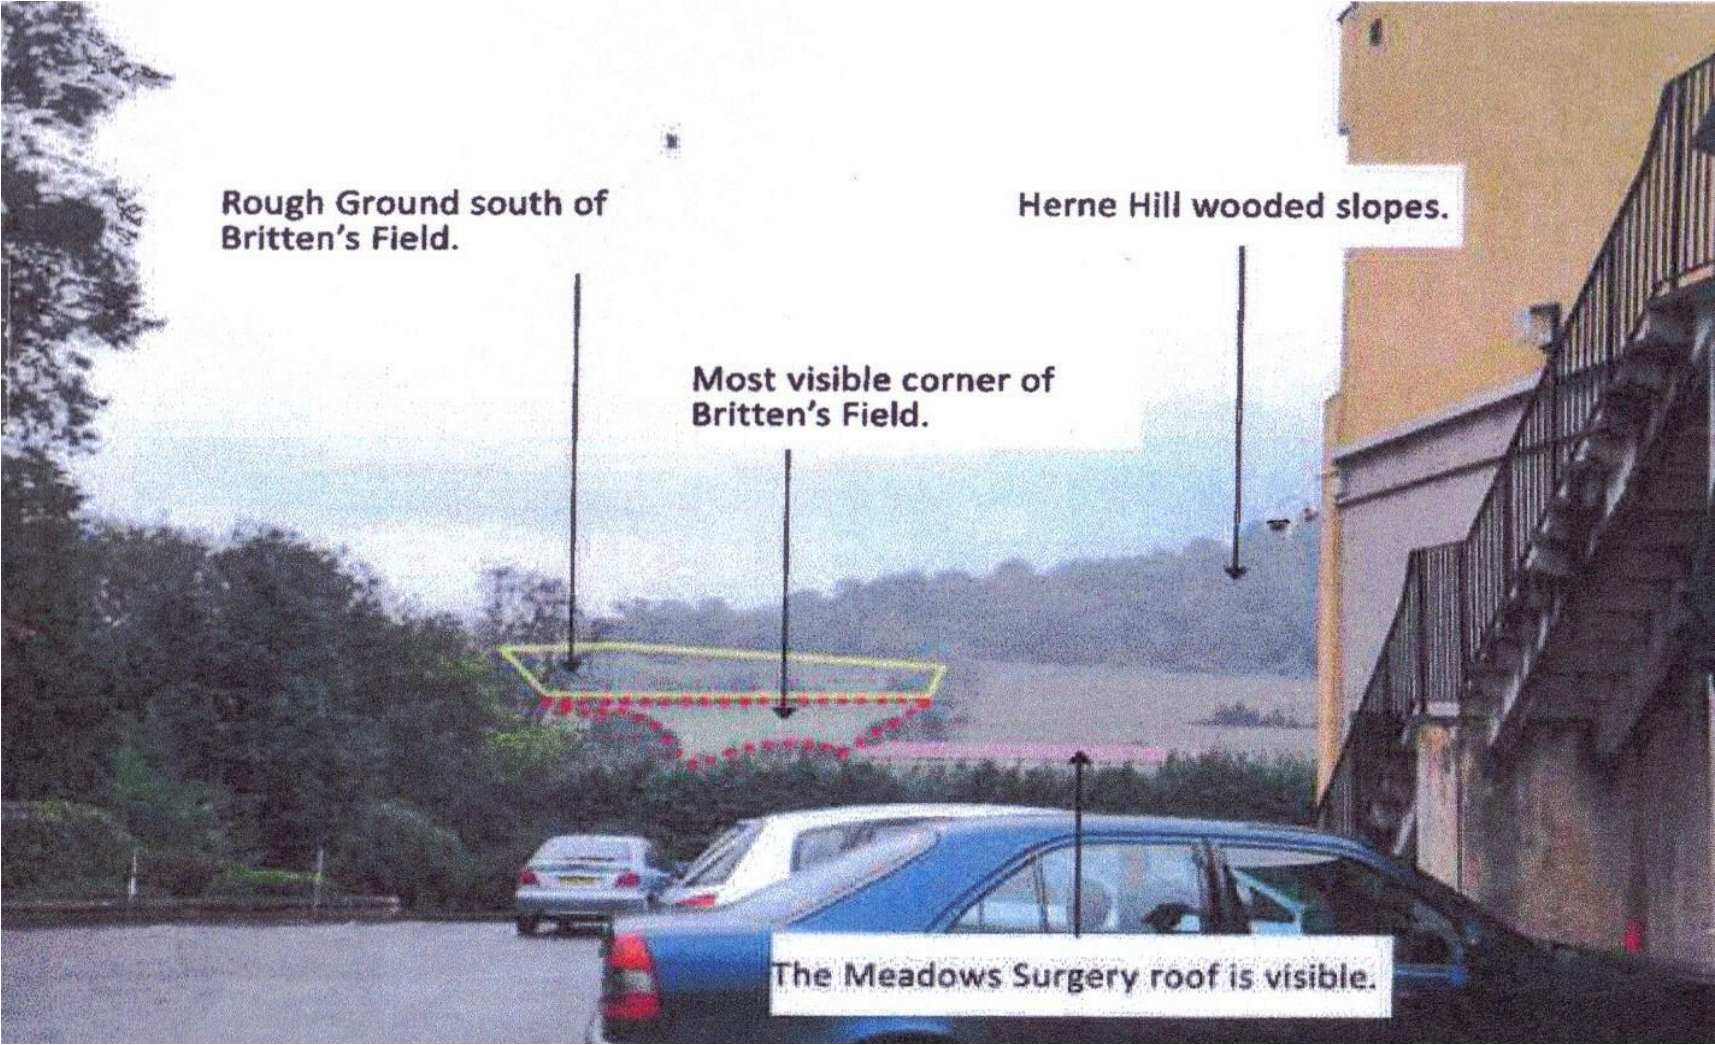 Rough Ground south of
Britten's Field.
Herne Hill wooded slopes.
Most visible corner of
Britten's Field.
The Meadows Surgery roof is visible.